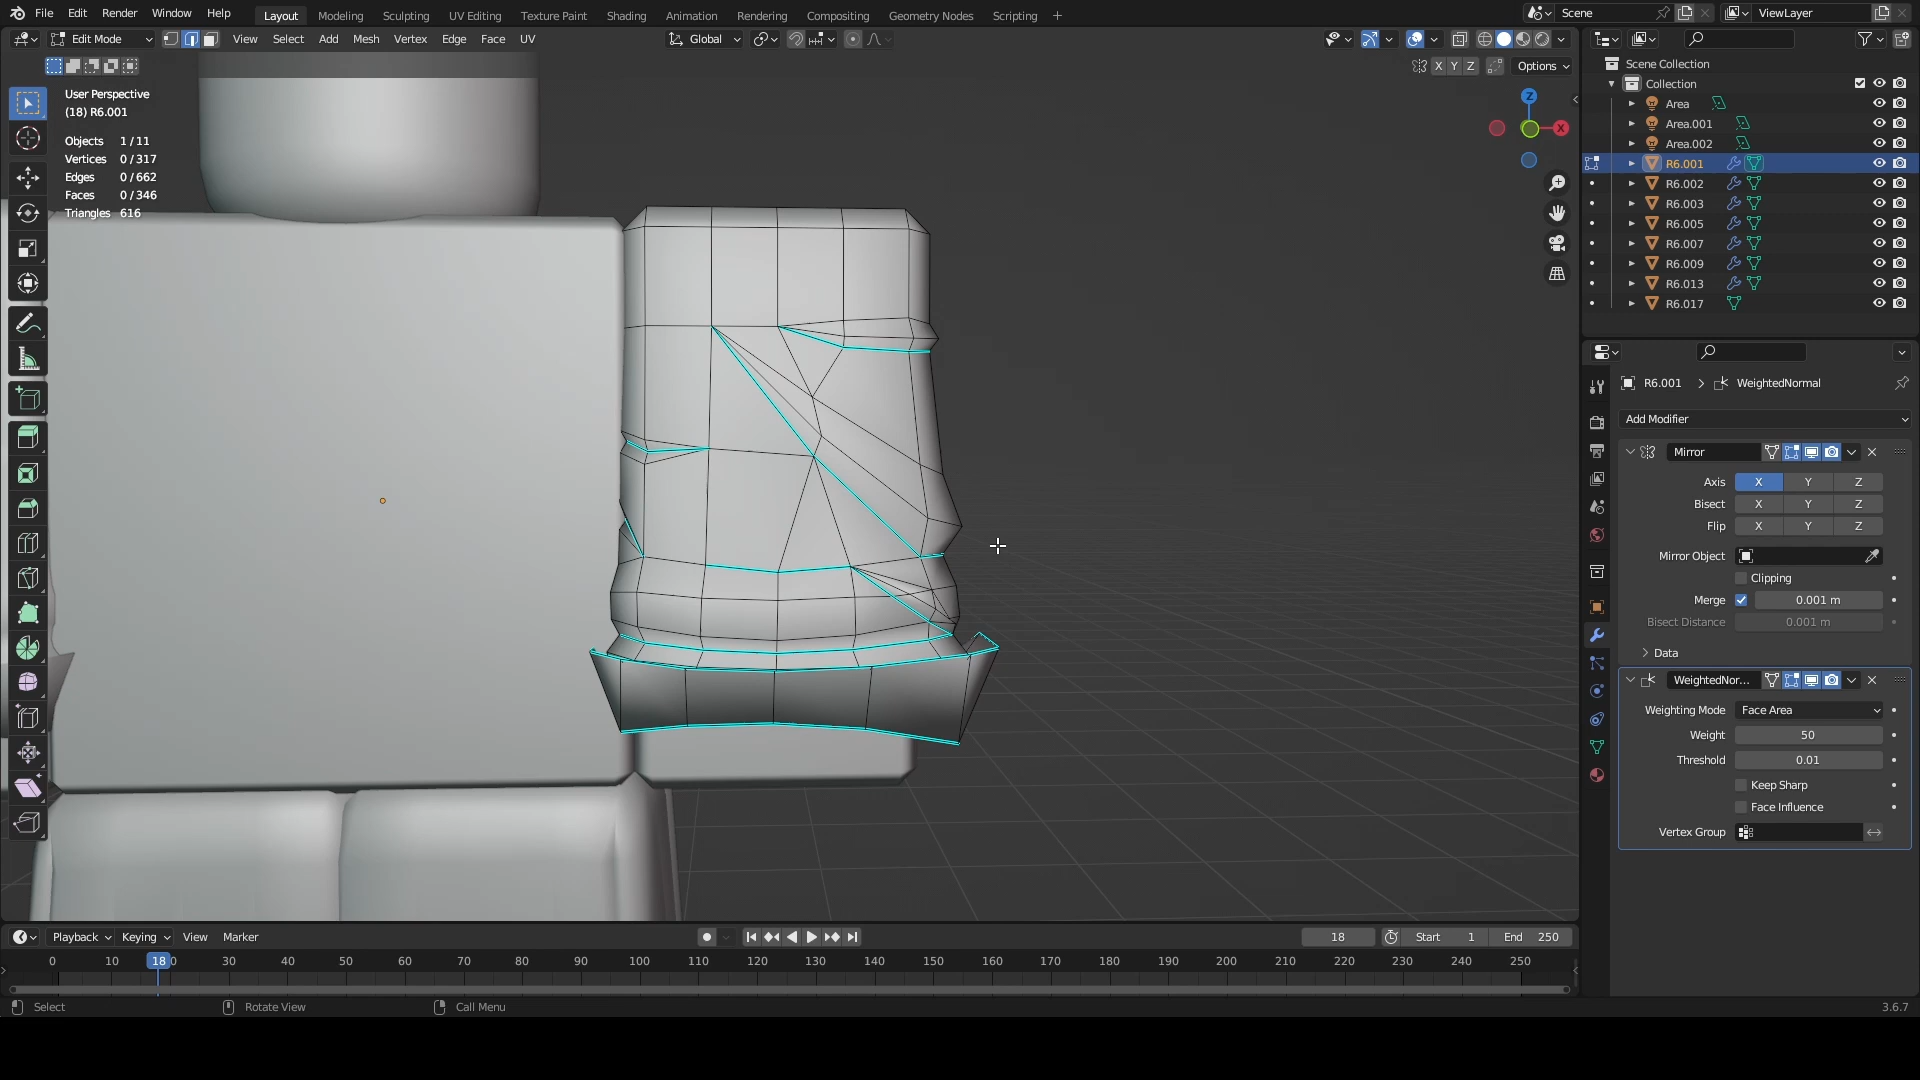 File Edit Render Window Help Layout Modeling Sculpting UV Editing Texture Paint Shading Animation Rendering Compositing Geometry Nodes Scripting + Scene ViewLayer
Edit Mode View Select Add Mesh Vertex Edge Face UV Global
X Y Z Options
User Perspective
(18) R6.001
Objects 1/11
Vertices 0/317
Edges 0/662
Faces 0/346
Triangles 616
Z
X
Scene Collection
Collection
Area
Area.001
Area.002
R6.001
R6.002
R6.003
R6.005
R6.007
R6.009
R6.013
R6.017
R6.001 > WeightedNormal
Add Modifier
Mirror
Axis X Y Z
Bisect X Y Z
Flip X Y Z
Mirror Object
Clipping
Merge 0.001 m
Bisect Distance 0.001 m
Data
WeightedNor...
Weighting Mode Face Area
Weight 50
Threshold 0.01
Keep Sharp
Face Influence
Vertex Group
Playback Keying View Marker 18 Start 1 End 250
0 10 18 0 30 40 50 60 70 80 90 100 110 120 130 140 150 160 170 180 190 200 210 220 230 240 250
Select Rotate View Call Menu 3.6.7